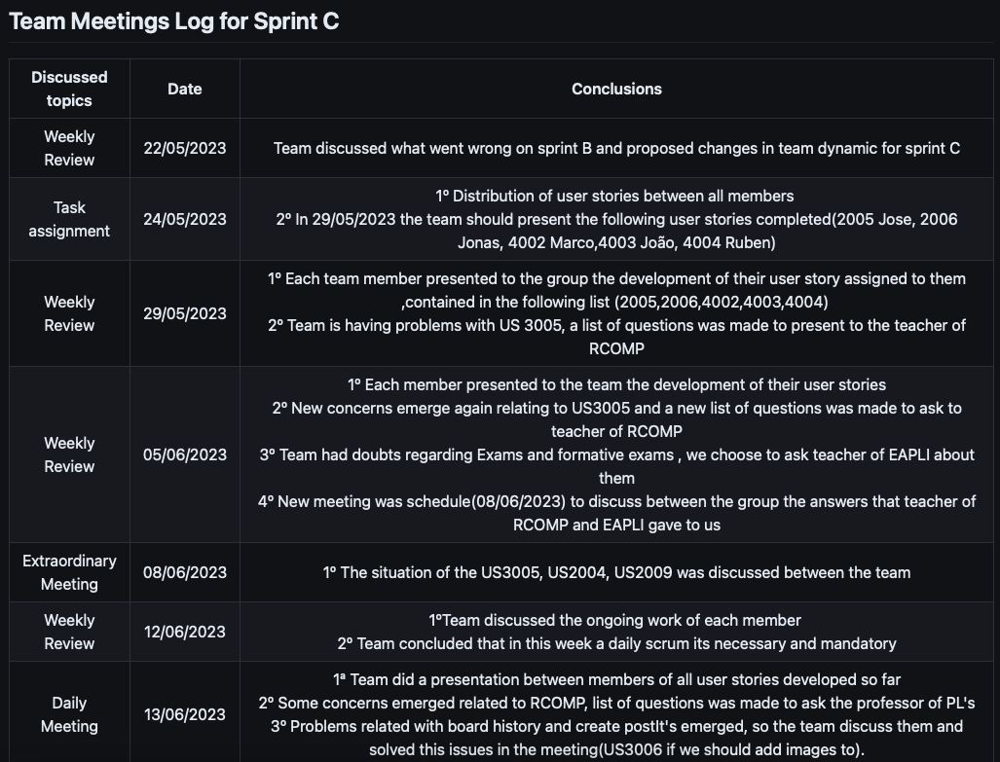 Team Meetings Log for Sprint C
Discussed
topics
Date
Conclusions
Weekly
Review
22/05/2023
Team discussed what went wrong on sprint B and proposed changes in team dynamic for sprint C
Task
assignment
24/05/2023
1º Distribution of user stories between all members
2º In 29/05/2023 the team should present the following user stories completed(2005 Jose, 2006
Jonas, 4002 Marco,4003 João, 4004 Ruben)
Weekly
Review
29/05/2023
1º Each team member presented to the group the development of their user story assigned to them
,contained in the following list (2005,2006,4002,4003,4004)
2º Team is having problems with US 3005, a list of questions was made to present to the teacher of
RCOMP
Weekly
Review
05/06/2023
1º Each member presented to the team the development of their user stories
2º New concerns emerge again relating to US3005 and a new list of questions was made to ask to
teacher of RCOMP
3º Team had doubts regarding Exams and formative exams , we choose to ask teacher of EAPLI about
them
4º New meeting was schedule(08/06/2023) to discuss between the group the answers that teacher of
RCOMP and EAPLI gave to us
Extraordinary
Meeting
08/06/2023
1º The situation of the US3005, US2004, US2009 was discussed between the team
Weekly
Review
12/06/2023
1ºTeam discussed the ongoing work of each member
2º Team concluded that in this week a daily scrum its necessary and mandatory
Daily
Meeting
13/06/2023
1ª Team did a presentation between members of all user stories developed so far
2º Some concerns emerged related to RCOMP, list of questions was made to ask the professor of PL's
3º Problems related with board history and create postIt's emerged, so the team discuss them and
solved this issues in the meeting(US3006 if we should add images to).